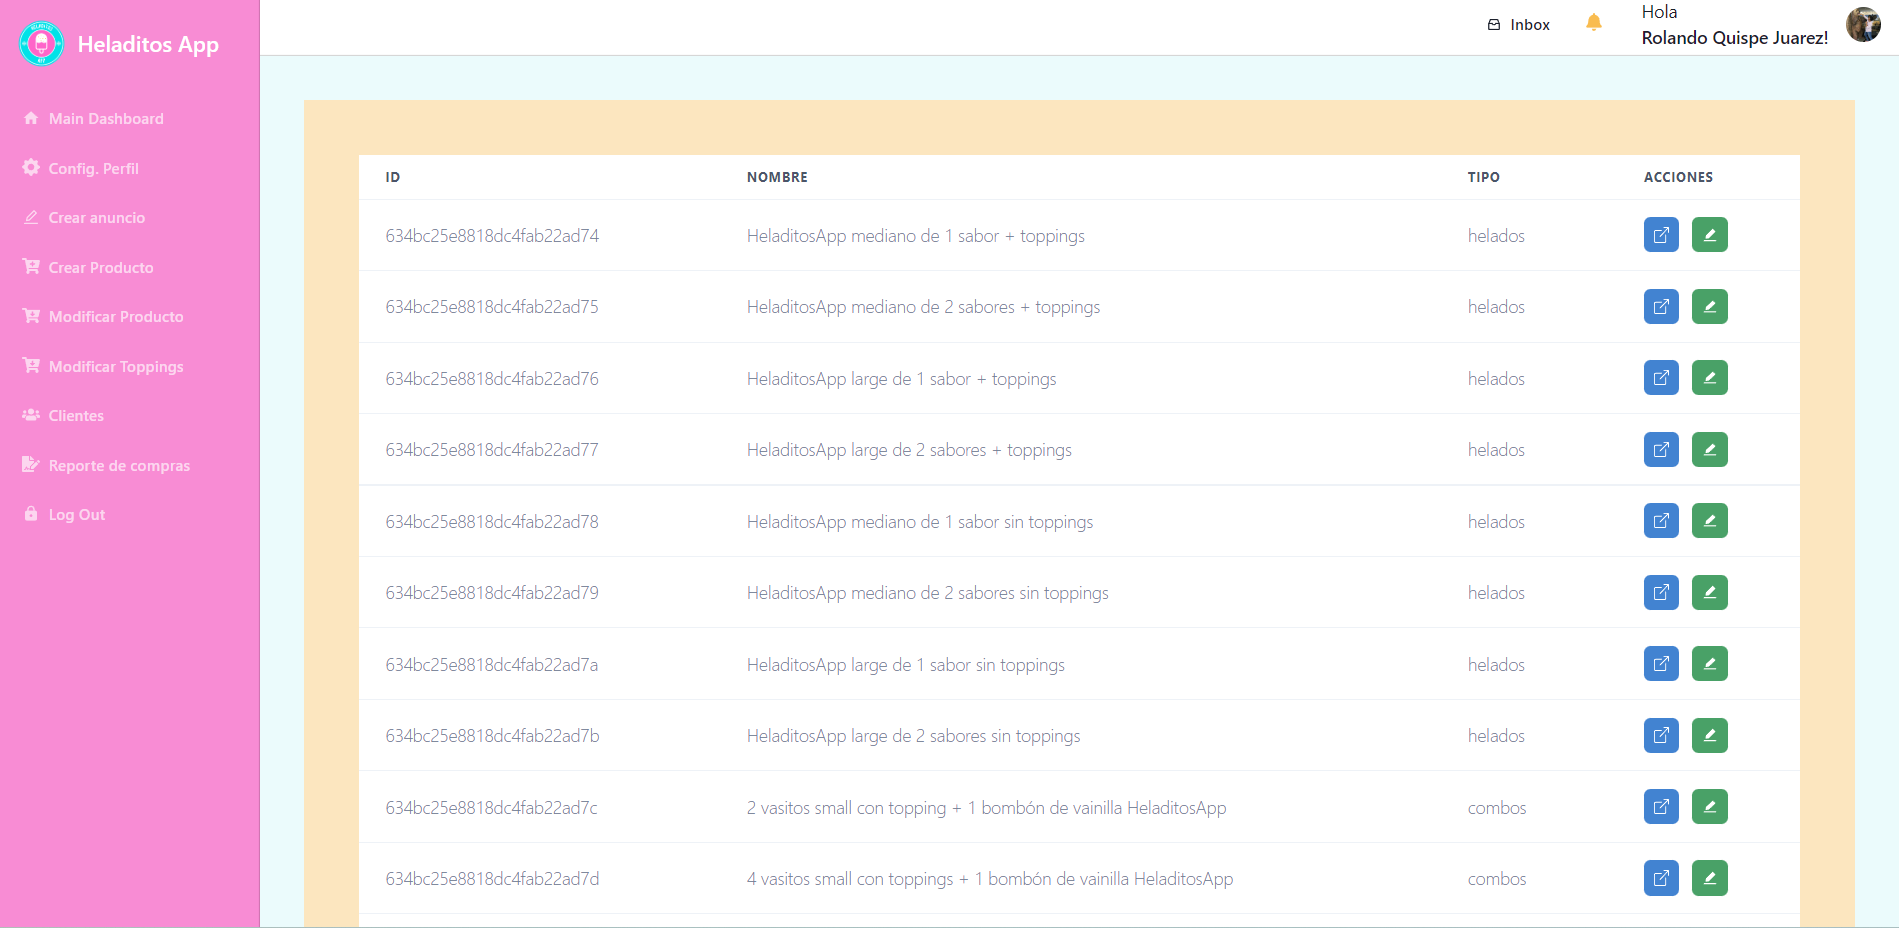 Heladitos App
Main Dashboard
Config. Perfil
Crear anuncio
Crear Producto
Modificar Producto
Modificar Toppings
Clientes
Reporte de compras
Log Out
Inbox
Hola
Rolando Quispe Juarez!
ID NOMBRE TIPO ACCIONES
634bc25e8818dc4fab22ad74 HeladitosApp mediano de 1 sabor + toppings helados
634bc25e8818dc4fab22ad75 HeladitosApp mediano de 2 sabores + toppings helados
634bc25e8818dc4fab22ad76 HeladitosApp large de 1 sabor + toppings helados
634bc25e8818dc4fab22ad77 HeladitosApp large de 2 sabores + toppings helados
634bc25e8818dc4fab22ad78 HeladitosApp mediano de 1 sabor sin toppings helados
634bc25e8818dc4fab22ad79 HeladitosApp mediano de 2 sabores sin toppings helados
634bc25e8818dc4fab22ad7a HeladitosApp large de 1 sabor sin toppings helados
634bc25e8818dc4fab22ad7b HeladitosApp large de 2 sabores sin toppings helados
634bc25e8818dc4fab22ad7c 2 vasitos small con topping + 1 bombón de vainilla HeladitosApp combos
634bc25e8818dc4fab22ad7d 4 vasitos small con toppings + 1 bombón de vainilla HeladitosApp combos